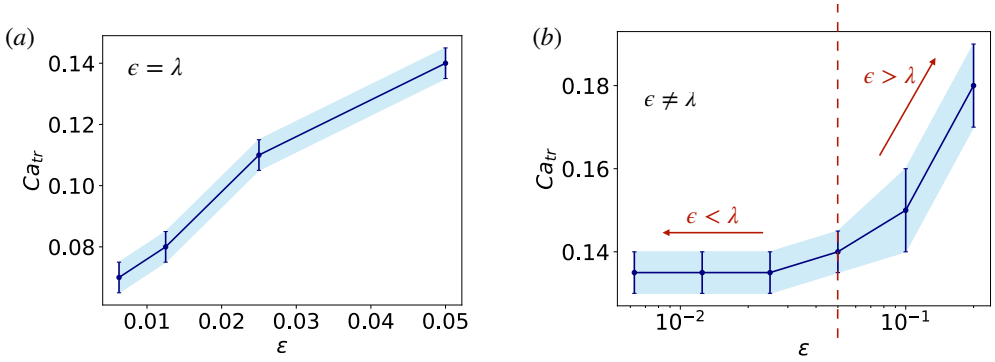 (a)
ϵ = λ
Ca_tr
0.14
0.12
0.10
0.08
0.01 0.02 0.03 0.04 0.05
ε
(b)
ϵ ≠ λ
ϵ > λ
ϵ < λ
Ca_tr
0.18
0.16
0.14
10⁻² 10⁻¹
ε